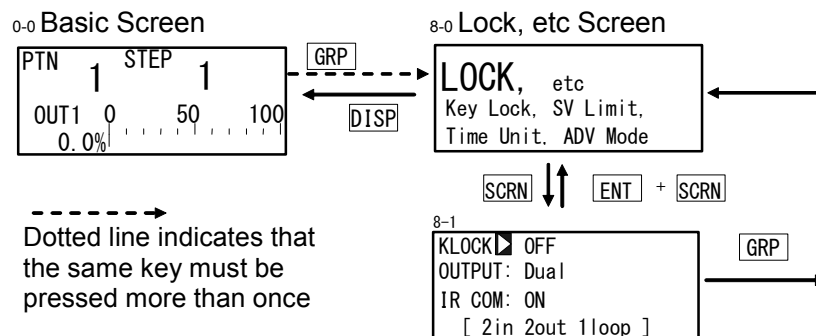 0-0 Basic Screen
PTN 1 STEP 1
OUT1 0 50 100
0.0%
GRP
DISP
8-0 Lock, etc Screen
LOCK, etc
Key Lock, SV Limit,
Time Unit, ADV Mode
SCRN
ENT + SCRN
Dotted line indicates that
the same key must be
pressed more than once
8-1
KLOCK OFF
OUTPUT: Dual
IR COM: ON
[ 2in 2out 1loop ]
GRP